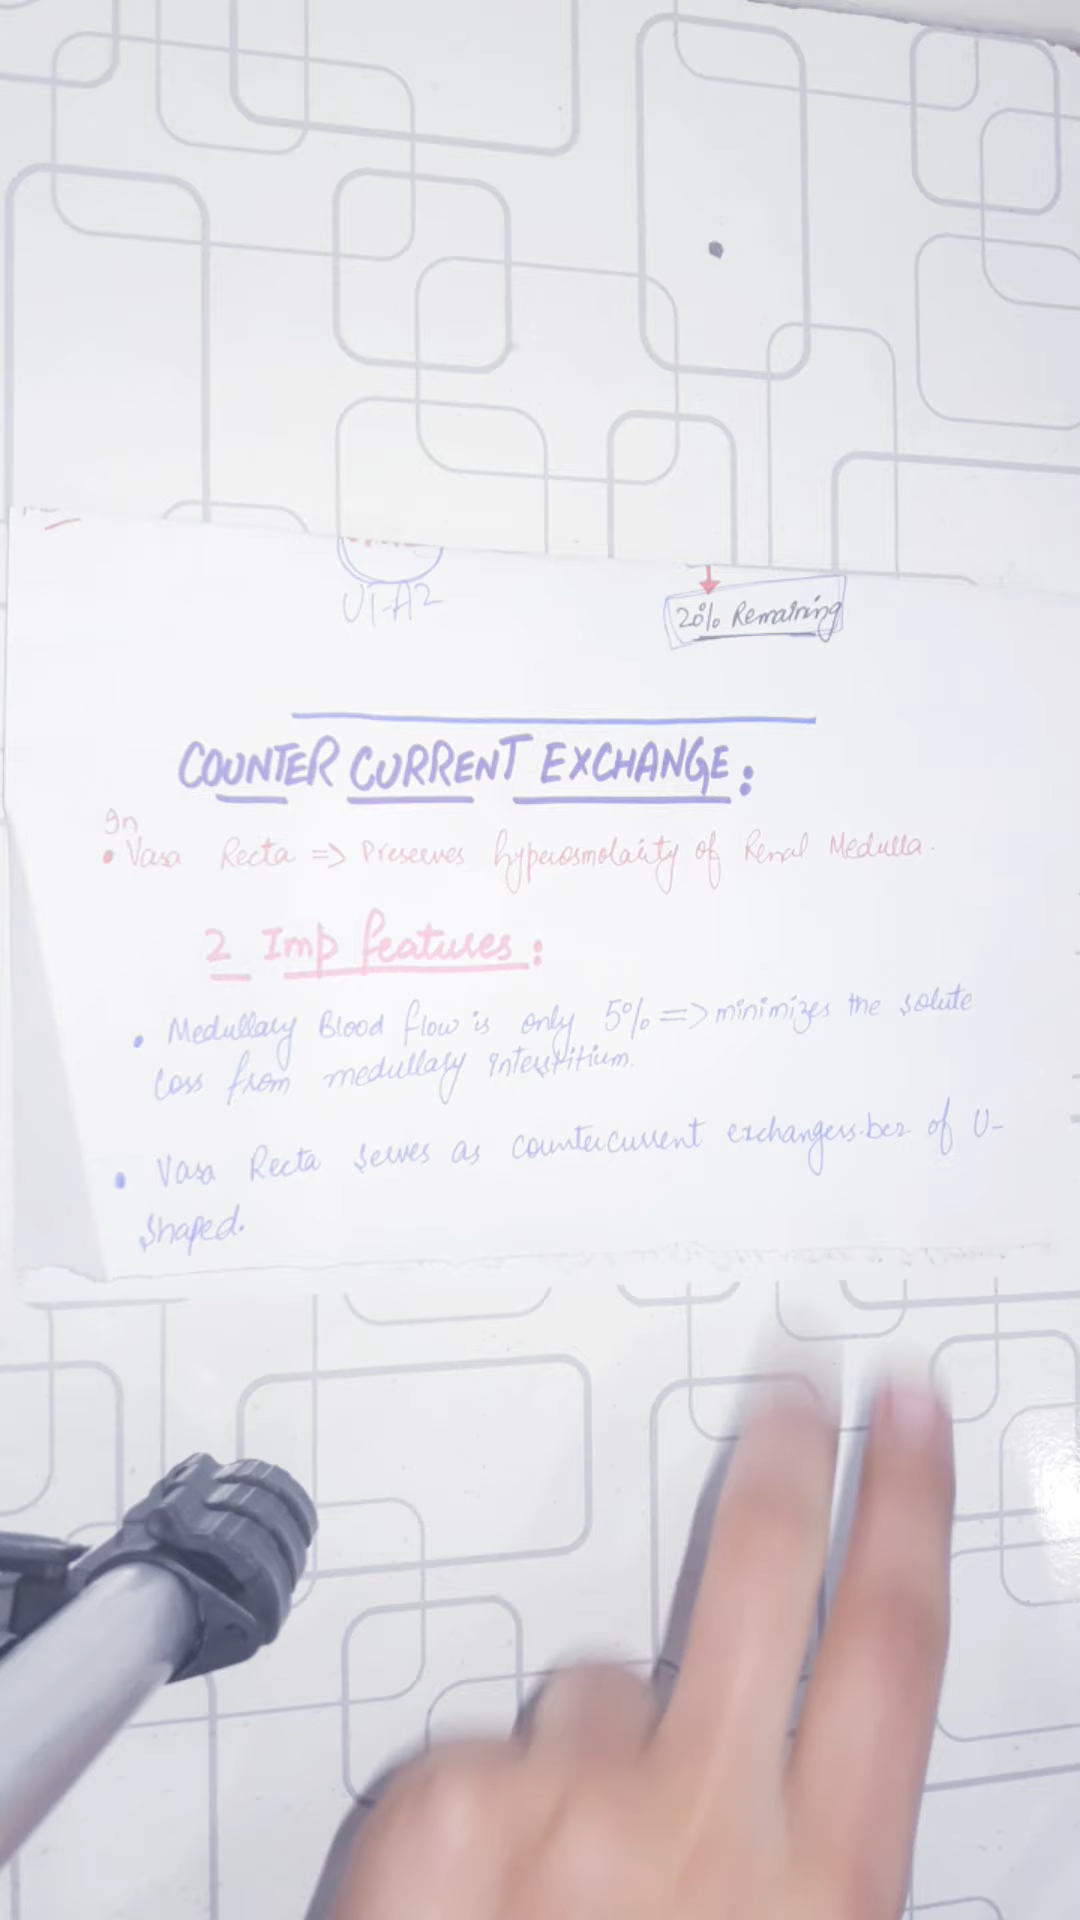 UT-A2
20% Remaining
COUNTER CURRENT EXCHANGE:
In
• Vasa Recta => Preserves hyperosmolarity of Renal Medulla.
2 Imp features:
• Medullary Blood flow is only 5% => minimizes the solute
loss from medullary interstitium.
• Vasa Recta serves as countercurrent exchangers bcz of U-
shaped.